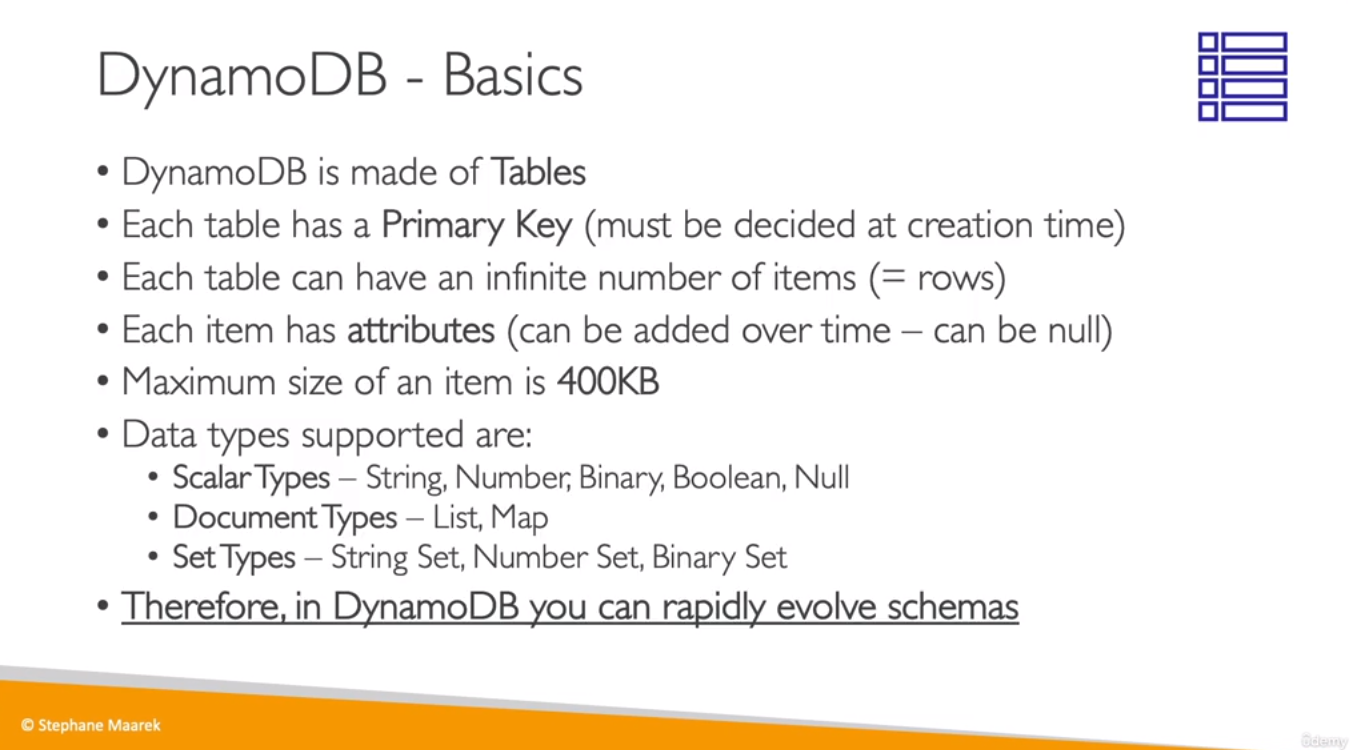 DynamoDB - Basics
• DynamoDB is made of Tables
• Each table has a Primary Key (must be decided at creation time)
• Each table can have an infinite number of items (= rows)
• Each item has attributes (can be added over time – can be null)
• Maximum size of an item is 400KB
• Data types supported are:
• Scalar Types – String, Number, Binary, Boolean, Null
• Document Types – List, Map
• Set Types – String Set, Number Set, Binary Set
• Therefore, in DynamoDB you can rapidly evolve schemas
© Stephane Maarek
ûdemy